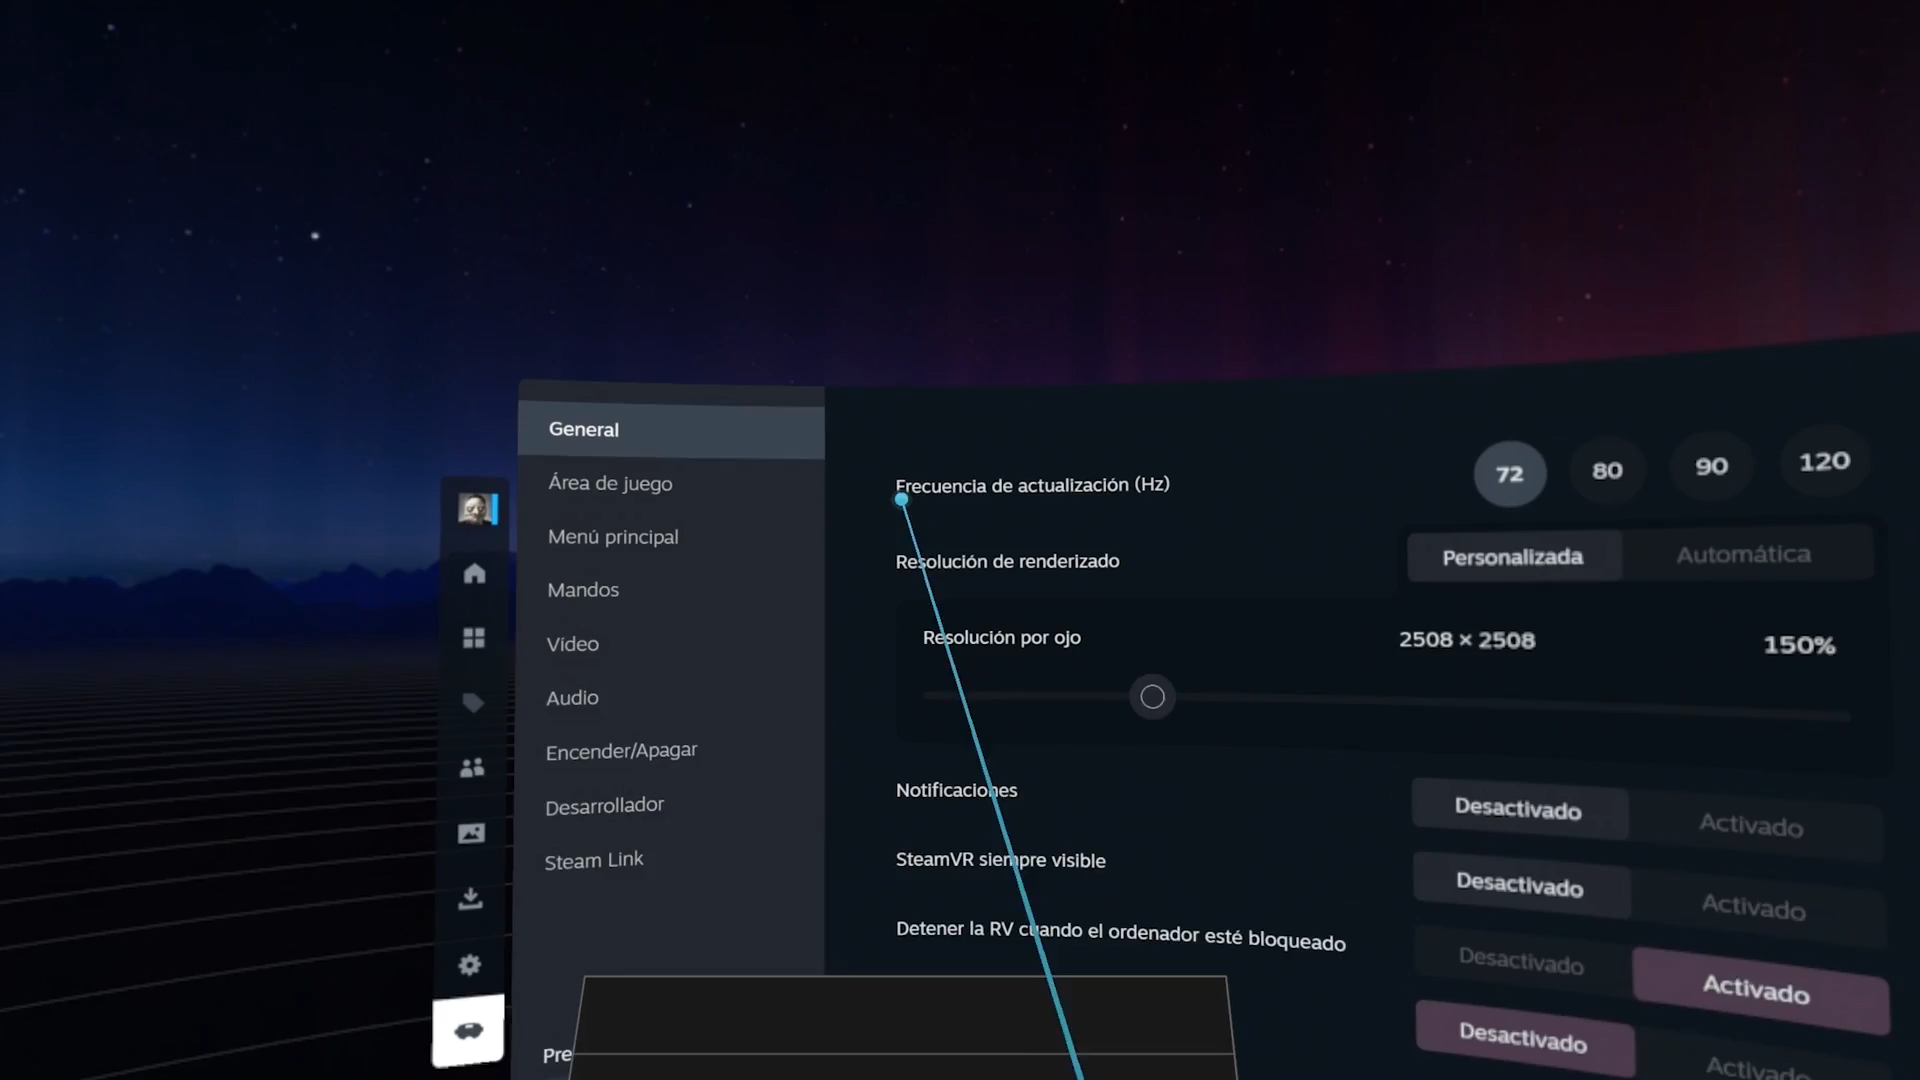 General
Área de juego
Menú principal
Mandos
Vídeo
Audio
Encender/Apagar
Desarrollador
Steam Link
Pre
Frecuencia de actualización (Hz)
72 80 90 120
Resolución de renderizado
Personalizada Automática
Resolución por ojo
2508 × 2508 150%
Notificaciones
Desactivado Activado
SteamVR siempre visible
Desactivado Activado
Detener la RV cuando el ordenador esté bloqueado
Desactivado Activado
Desactivado Activado